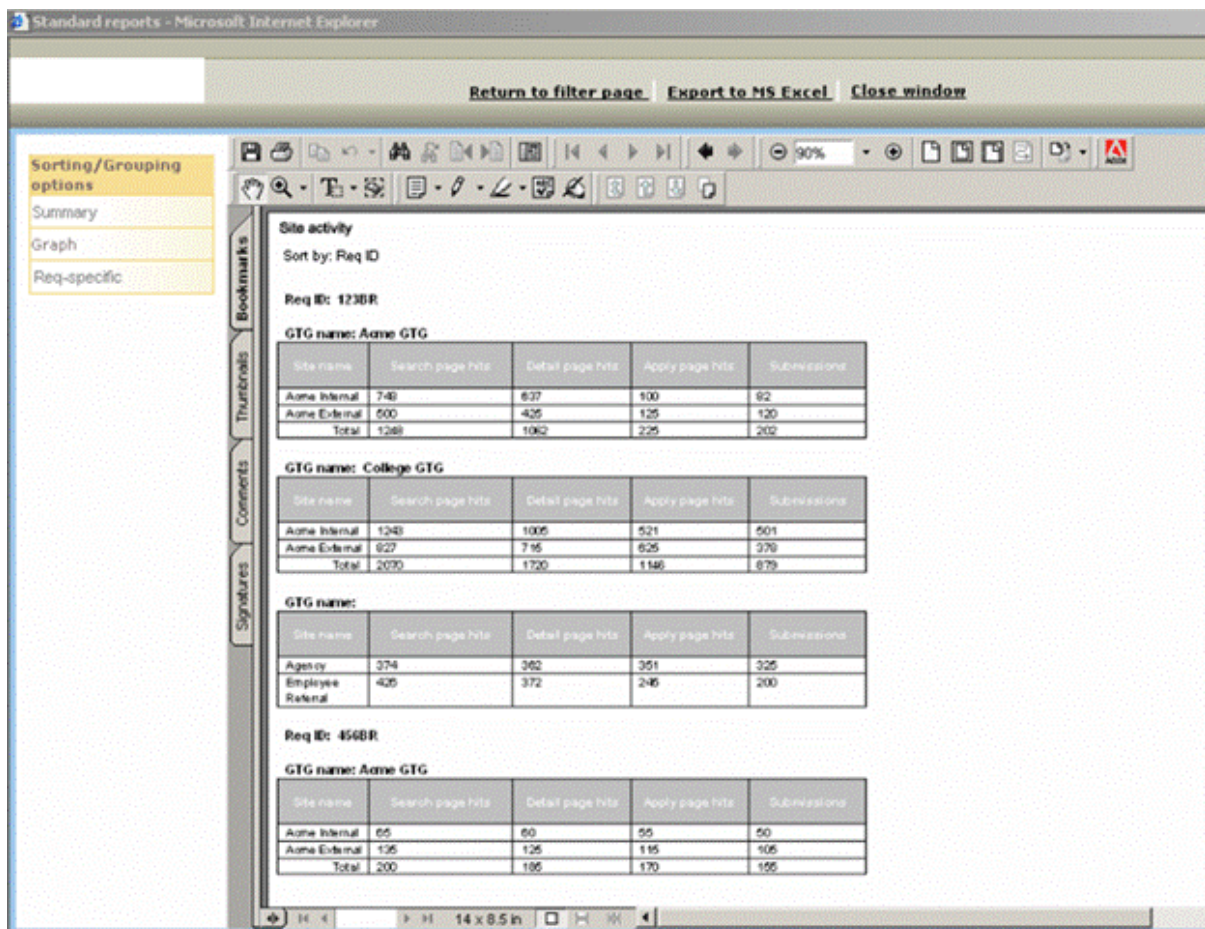 Standard reports - Microsoft Internet Explorer
Return to filter page Export to MS Excel Close window
Sorting/Grouping
options
Summary
Graph
Req-specific
90%
Adobe
Bookmarks
Thumbnails
Comments
Signatures
Site activity
Sort by: Req ID
Req ID: 123BR
GTG name: Acme GTG
Site name Search page hits Detail page hits Apply page hits Submissions
Acme Internal 748 637 100 82
Acme External 500 425 125 120
Total 1248 1062 225 202
GTG name: College GTG
Site name Search page hits Detail page hits Apply page hits Submissions
Acme Internal 1243 1005 521 501
Acme External 827 715 625 378
Total 2070 1720 1146 879
GTG name:
Site name Search page hits Detail page hits Apply page hits Submissions
Agency 374 362 351 325
Employee 425 372 245 200
Referral
Req ID: 456BR
GTG name: Acme GTG
Site name Search page hits Detail page hits Apply page hits Submissions
Acme Internal 65 60 55 50
Acme External 135 125 115 105
Total 200 185 170 155
14 x 8.5 in